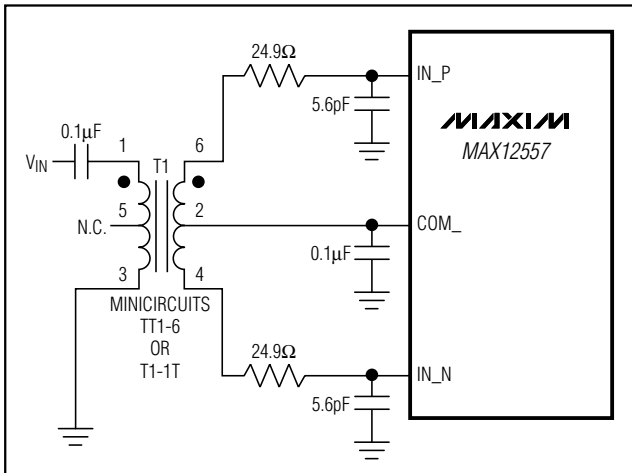 24.9Ω
IN_P
5.6pF
MAXIM
MAX12557
0.1μF
VIN
1
T1
6
5
N.C.
2
COM_
0.1μF
3
4
MINICIRCUITS
TT1-6
OR
T1-1T
24.9Ω
IN_N
5.6pF